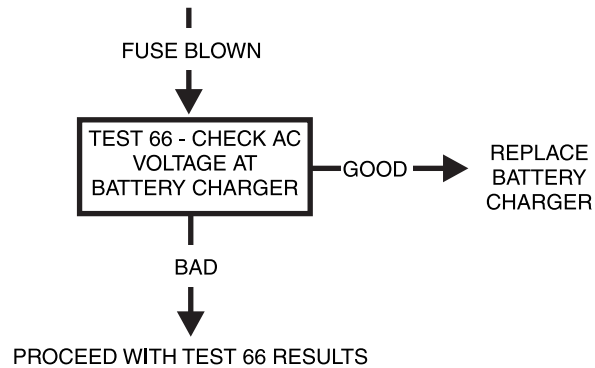 FUSE BLOWN
TEST 66 - CHECK AC
VOLTAGE AT
BATTERY CHARGER
GOOD
REPLACE
BATTERY
CHARGER
BAD
PROCEED WITH TEST 66 RESULTS